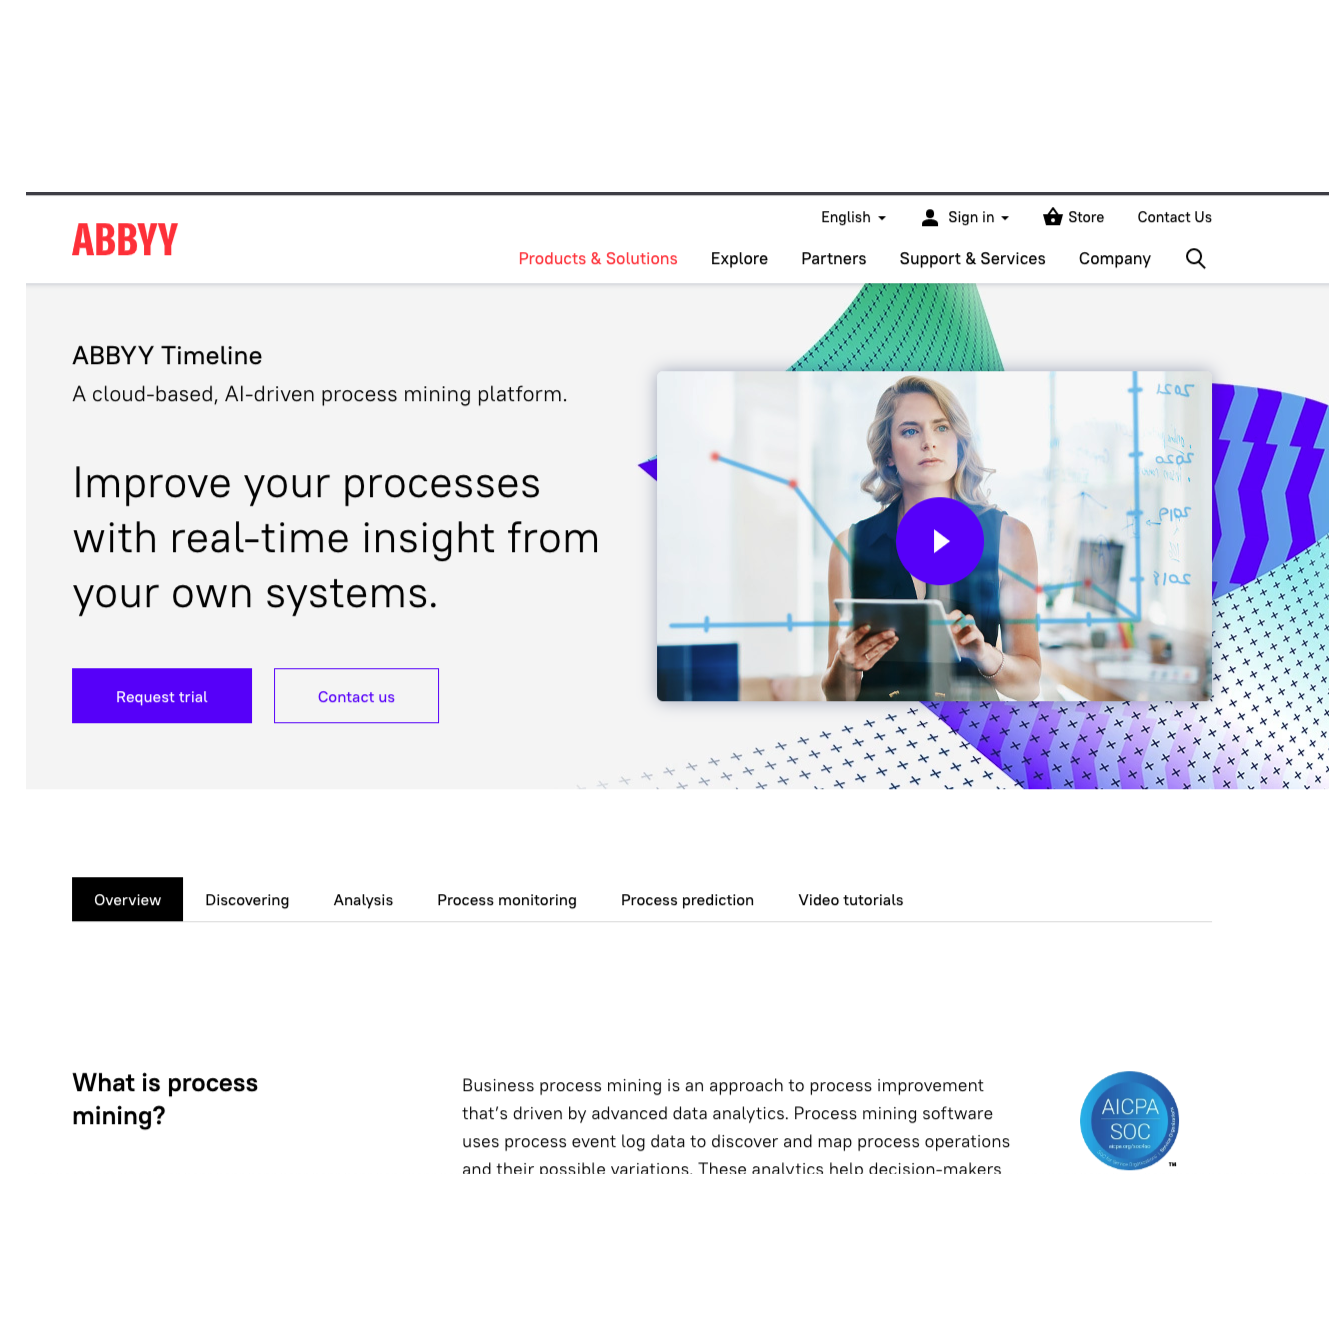 English
Sign in
Store
Contact Us
ABBYY
Products & Solutions
Explore
Partners
Support & Services
Company
ABBYY Timeline
A cloud-based, AI-driven process mining platform.
Improve your processes
with real-time insight from
your own systems.
Request trial
Contact us
2021
2020
2019
2018
Overview
Discovering
Analysis
Process monitoring
Process prediction
Video tutorials
What is process
mining?
Business process mining is an approach to process improvement
that’s driven by advanced data analytics. Process mining software
uses process event log data to discover and map process operations
and their possible variations. These analytics help decision-makers
AICPA
SOC
TM